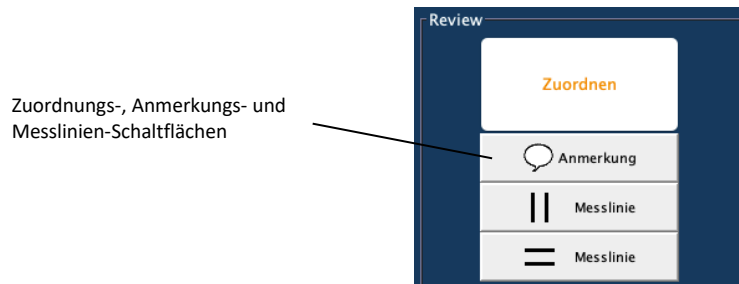 Review
Zuordnen
Zuordnungs-, Anmerkungs- und
Messlinien-Schaltflächen
Anmerkung
Messlinie
Messlinie